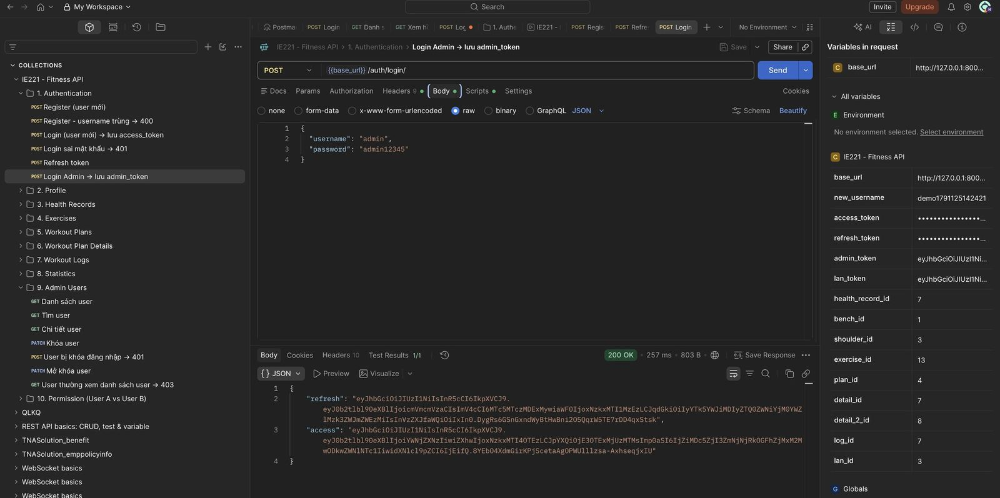 My Workspace
Search
Invite
Upgrade
Postma
POST Login
GET Danh s
GET Xem h
POST Log
1. Authe
IE221 -
POST Regis
POST Refre
POST Login
No Environment
AI
IE221 - Fitness API > 1. Authentication > Login Admin → lưu admin_token
Save
Share
Variables in request
COLLECTIONS
IE221 - Fitness API
1. Authentication
POST Register (user mới)
POST Register - username trùng → 400
POST Login (user mới) → lưu access_token
POST Login sai mật khẩu → 401
POST Refresh token
POST Login Admin → lưu admin_token
2. Profile
3. Health Records
4. Exercises
5. Workout Plans
6. Workout Plan Details
7. Workout Logs
8. Statistics
9. Admin Users
GET Danh sách user
GET Tìm user
GET Chi tiết user
PATCH Khóa user
POST User bị khóa đăng nhập → 401
PATCH Mở khóa user
GET User thường xem danh sách user → 403
10. Permission (User A vs User B)
QLKQ
REST API basics: CRUD, test & variable
TNASolution_benefit
TNASolution_emppolicyinfo
WebSocket basics
WebSocket basics
WebSocket basics
POST
{{base_url}} /auth/login/
Send
Docs
Params
Authorization
Headers 9
Body
Scripts
Settings
Cookies
none
form-data
x-www-form-urlencoded
raw
binary
GraphQL
JSON
Schema
Beautify
1 {
2 "username": "admin",
3 "password": "admin12345"
4 }
Body
Cookies
Headers 10
Test Results 1/1
200 OK
257 ms
803 B
e.g. Save Response
{} JSON
Preview
Visualize
1 {
2 "refresh": "eyJhbGciOiJIUzI1NiIsInR5cCI6IkpXVCJ9.
3 "access": "eyJhbGciOiJIUzI1NiIsInR5cCI6IkpXVCJ9.
4 }
base_url http://127.0.0.1:800...
All variables
E Environment
No environment selected. Select environment
C IE221 - Fitness API
base_url http://127.0.0.1:800...
new_username demo1791125142421
access_token ••••••••••••••••...
refresh_token ••••••••••••••••...
admin_token eyJhbGciOiJIUzI1Ni...
lan_token eyJhbGciOiJIUzI1Ni...
health_record_id 7
bench_id 1
shoulder_id 3
exercise_id 13
plan_id 4
detail_id 7
detail_2_id 8
log_id 7
lan_id 3
G Globals